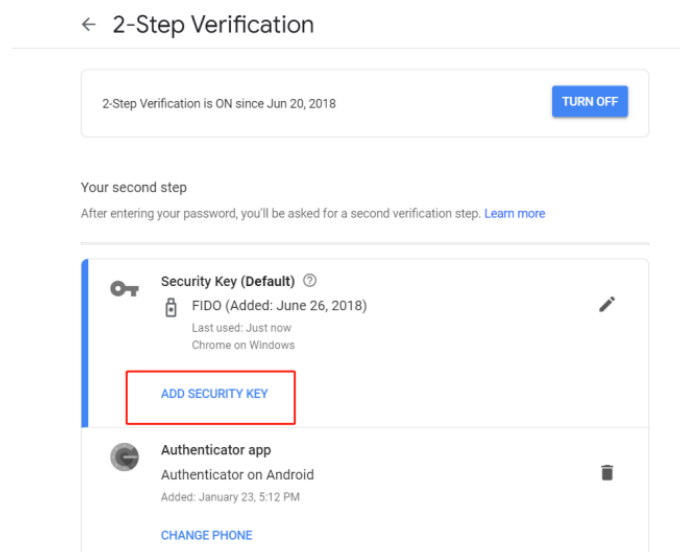 2-Step Verification
2-Step Verification is ON since Jun 20, 2018
TURN OFF
Your second step
After entering your password, you'll be asked for a second verification step. Learn more
Security Key (Default)
FIDO (Added: June 26, 2018)
Last used: Just now
Chrome on Windows
ADD SECURITY KEY
Authenticator app
Authenticator on Android
Added: January 23, 5:12 PM
CHANGE PHONE